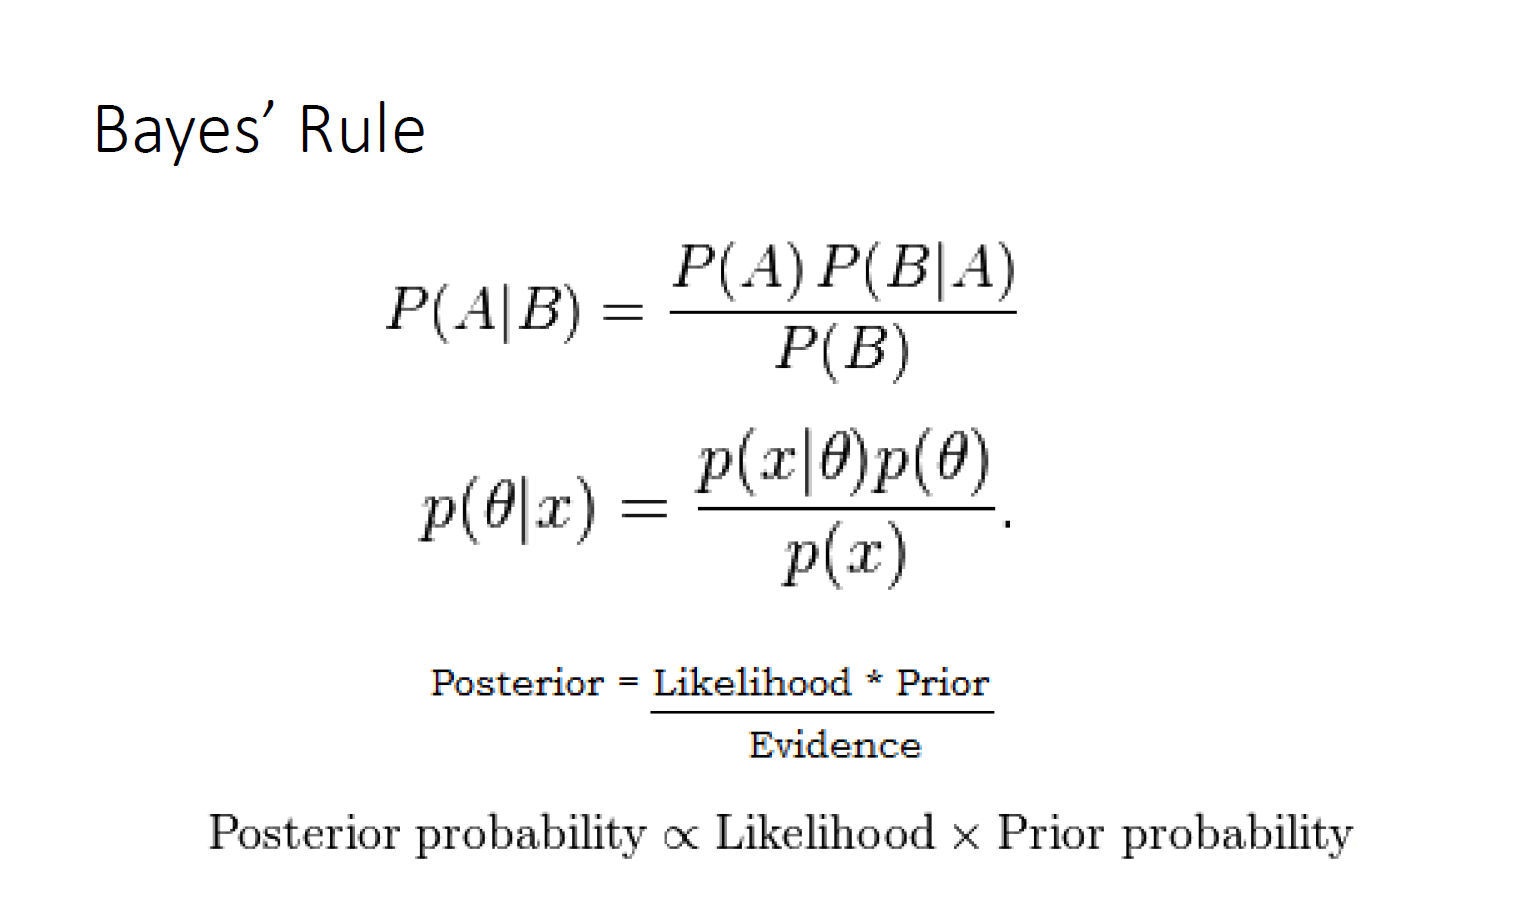 Bayes’ Rule
P(A|B) = P(A) P(B|A) / P(B)
p(θ|x) = p(x|θ)p(θ) / p(x) .
Posterior = Likelihood * Prior
Evidence
Posterior probability ∝ Likelihood × Prior probability